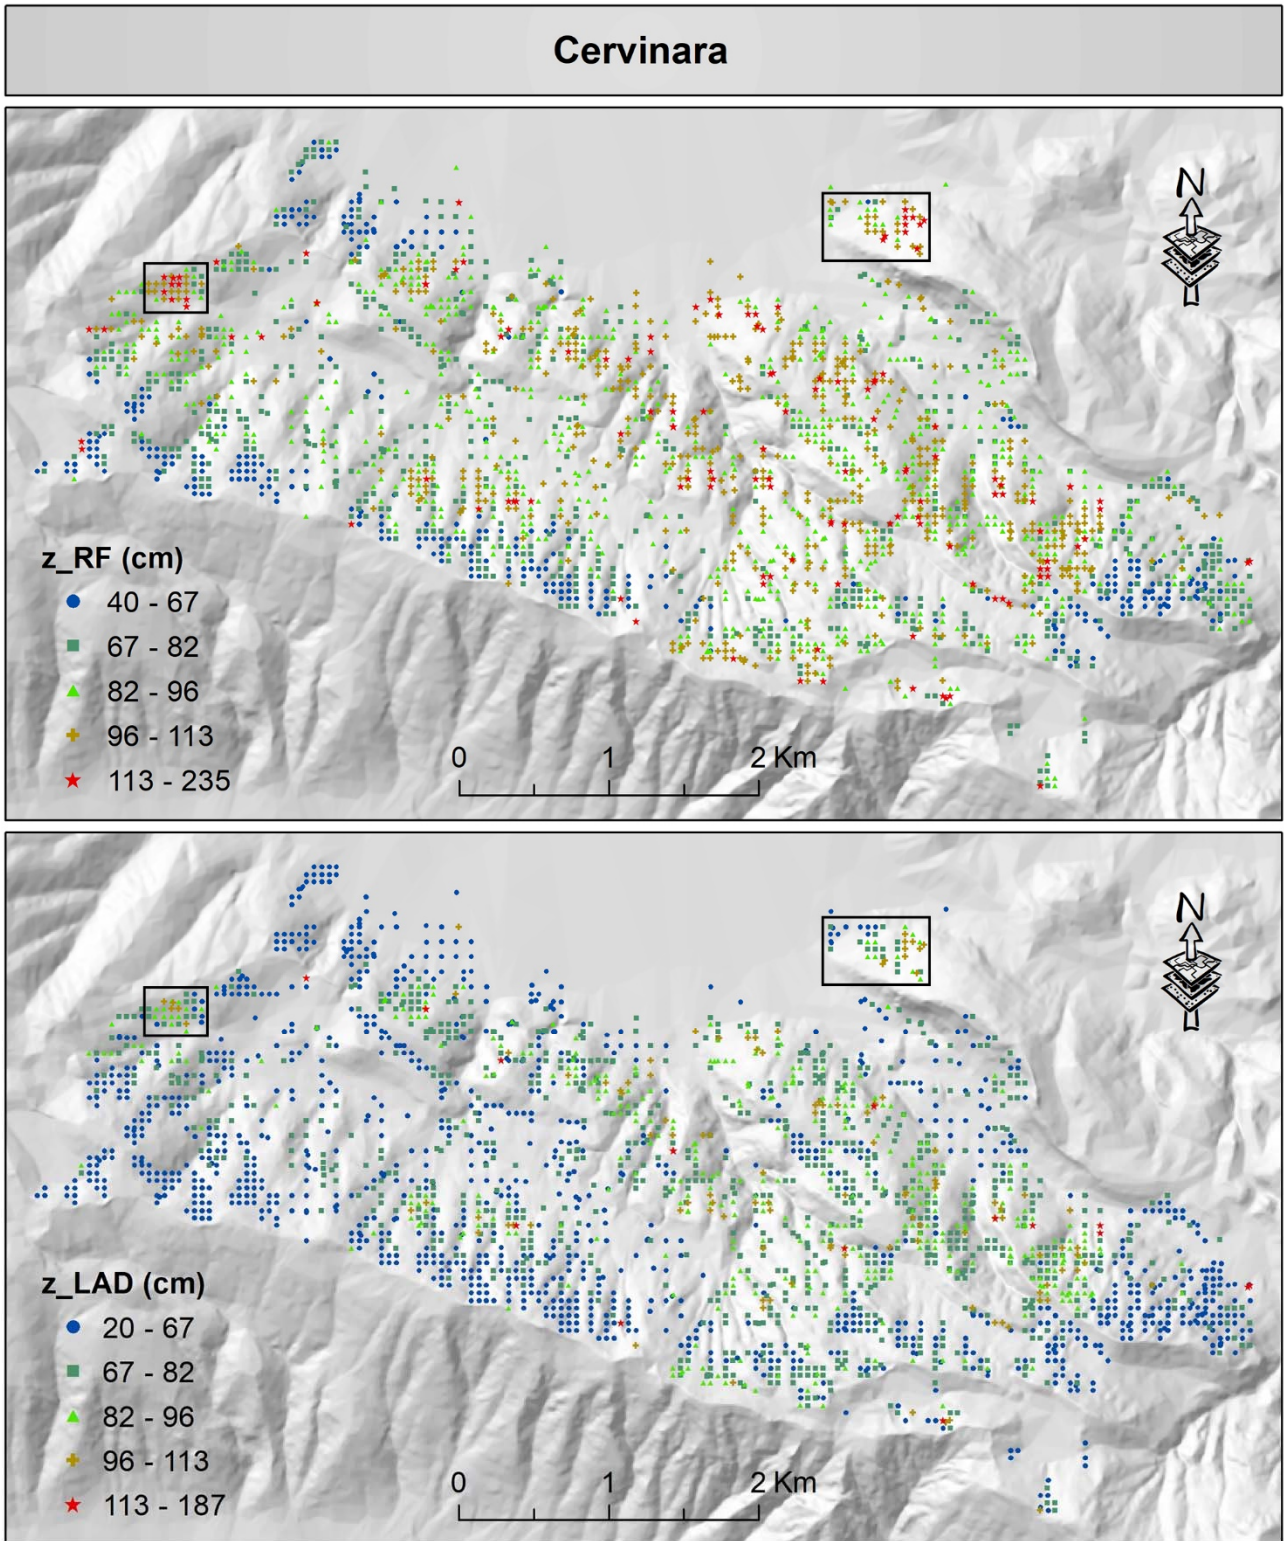 Cervinara
N
z_RF (cm)
40 - 67
67 - 82
82 - 96
96 - 113
113 - 235
0 1 2 Km
N
z_LAD (cm)
20 - 67
67 - 82
82 - 96
96 - 113
113 - 187
0 1 2 Km